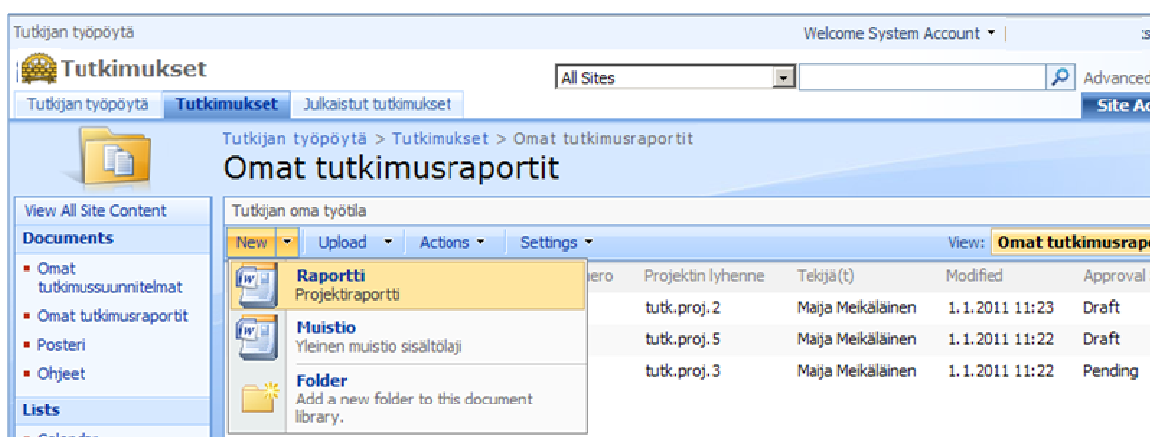 Tutkijan työpöytä
Welcome System Account
Tutkimukset
All Sites
Advanced
Tutkijan työpöytä Tutkimukset Julkaistut tutkimukset
Site
Tutkijan työpöytä > Tutkimukset > Omat tutkimusraportit
Omat tutkimusraportit
View All Site Content
Documents
Omat
tutkimussuunnitelmat
Omat tutkimusraportit
Posteri
Ohjeet
Lists
Tutkijan oma työtila
New Upload Actions Settings View:
Omat
Raportti
Projektiraportti
Muistio
Yleinen muistio sisältölaji
Folder
Add a new folder to this document
library.
Projektin lyhenne Tekijä(t) Modified Approval
tutk.proj.2 Maija Meikäläinen 1.1.2011 11:23 Draft
tutk.proj.5 Maija Meikäläinen 1.1.2011 11:22 Draft
tutk.proj.3 Maija Meikäläinen 1.1.2011 11:22 Pending